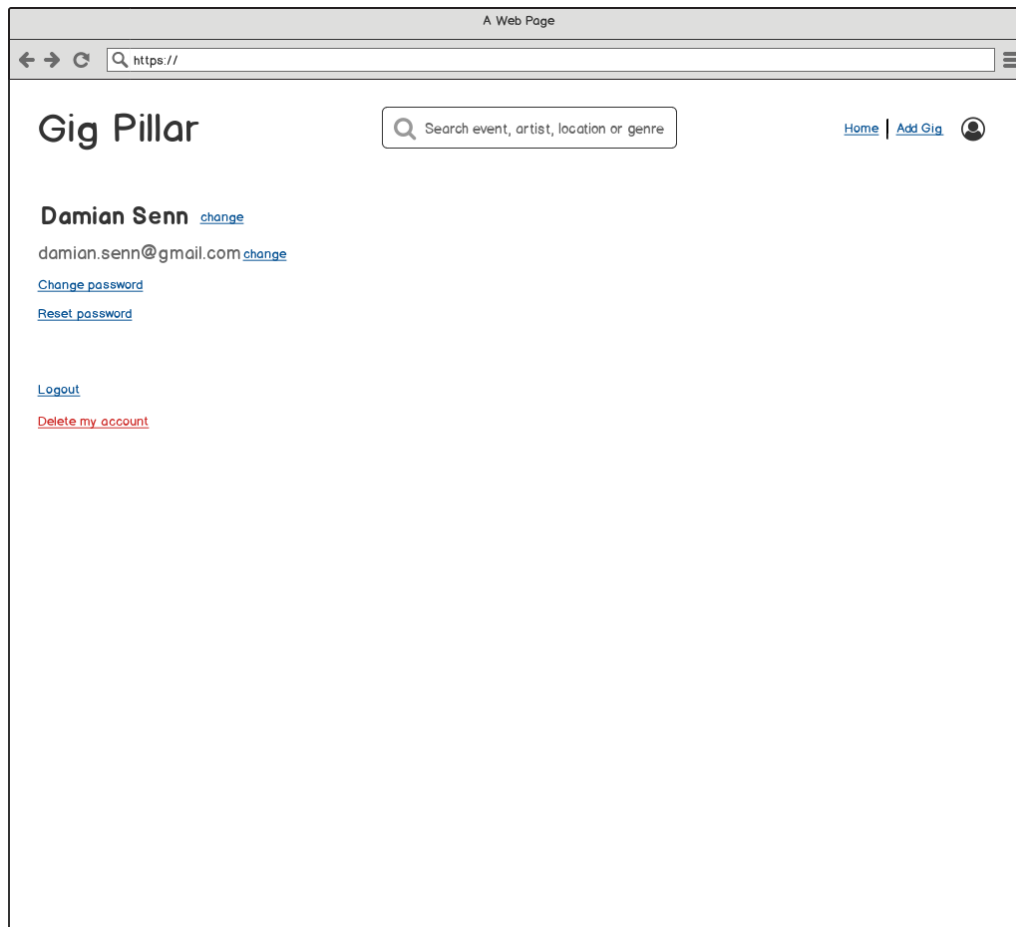 A Web Page
https://
Gig Pillar
Search event, artist, location or genre
Home Add Gig
Damian Senn change
damian.senn@gmail.com change
Change password
Reset password
Logout
Delete my account